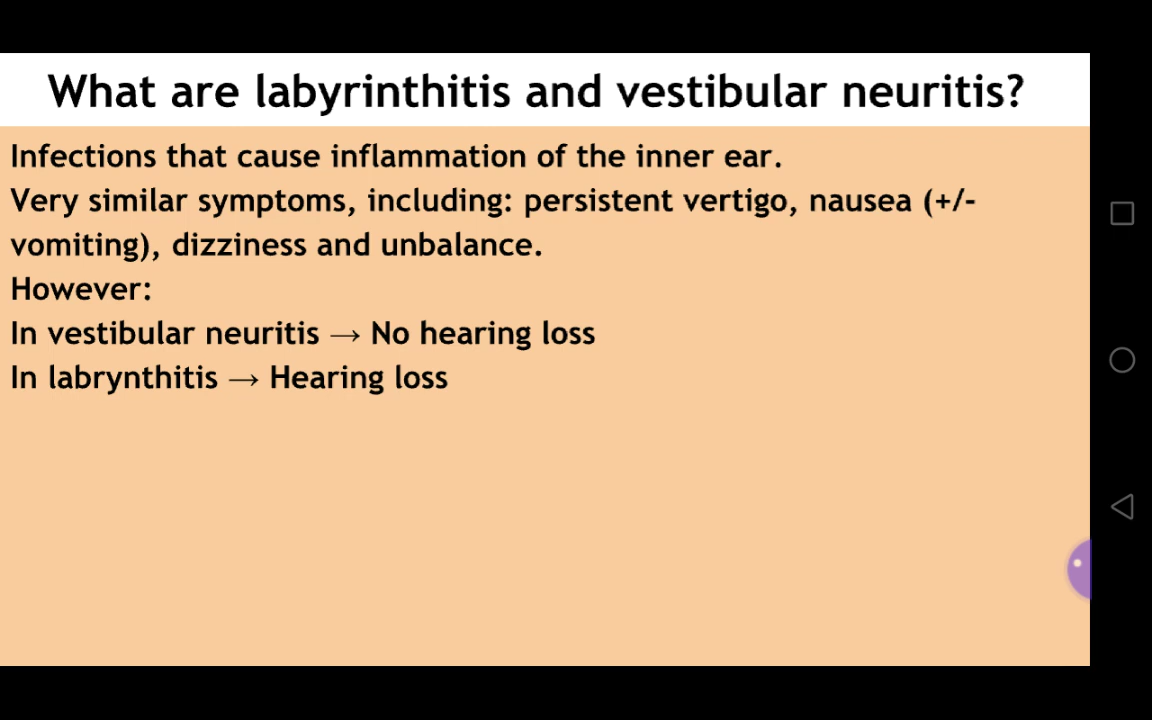 What are labyrinthitis and vestibular neuritis?
Infections that cause inflammation of the inner ear.
Very similar symptoms, including: persistent vertigo, nausea (+/-
vomiting), dizziness and unbalance.
However:
In vestibular neuritis → No hearing loss
In labrynthitis → Hearing loss